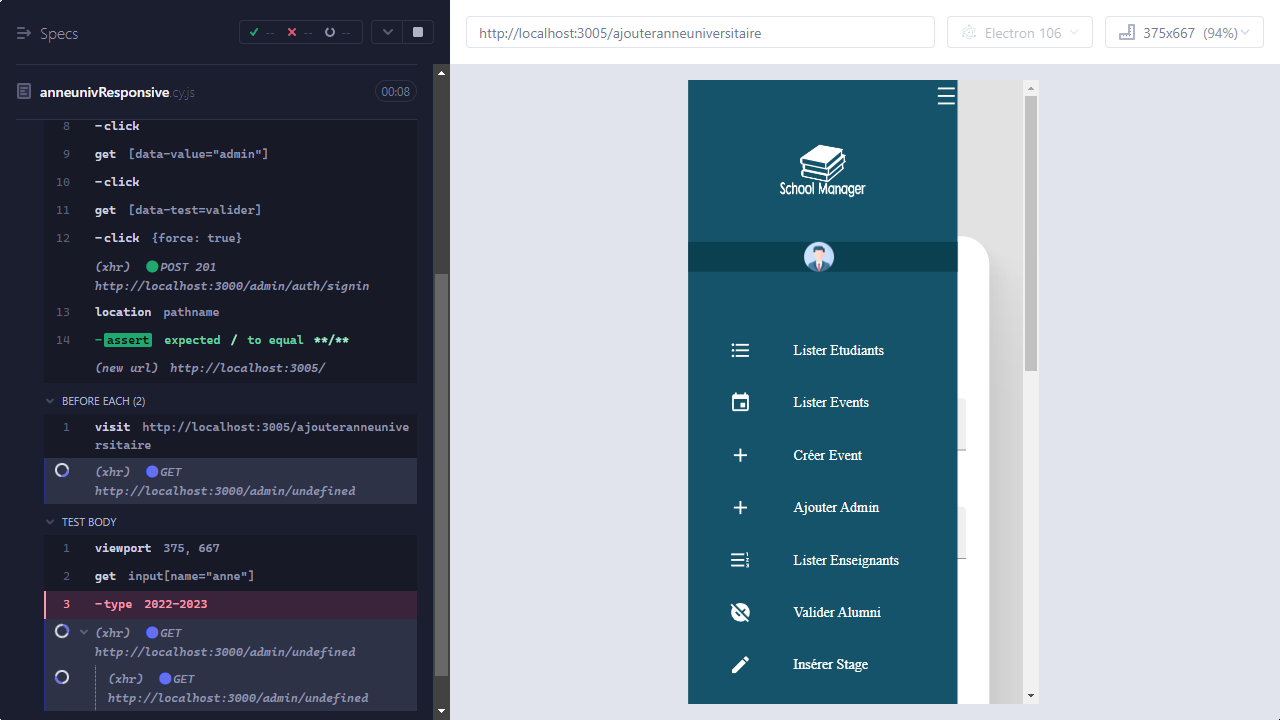 Specs
-- -- --
http://localhost:3005/ajouteranneuniversitaire
Electron 106
375x667 (94%)
anneunivResponsive.cy.js
00:08
8 -click
9 get [data-value="admin"]
10 -click
11 get [data-test=valider]
12 -click {force: true}
(xhr) POST 201
http://localhost:3000/admin/auth/signin
13 location pathname
14 -assert expected / to equal **/**
(new url) http://localhost:3005/
BEFORE EACH (2)
1 visit http://localhost:3005/ajouteranneunive
rsitaire
(xhr) GET
http://localhost:3000/admin/undefined
TEST BODY
1 viewport 375, 667
2 get input[name="anne"]
3 -type 2022-2023
(xhr) GET
http://localhost:3000/admin/undefined
(xhr) GET
http://localhost:3000/admin/undefined
School Manager
Lister Etudiants
Lister Events
Créer Event
Ajouter Admin
Lister Enseignants
Valider Alumni
Insérer Stage